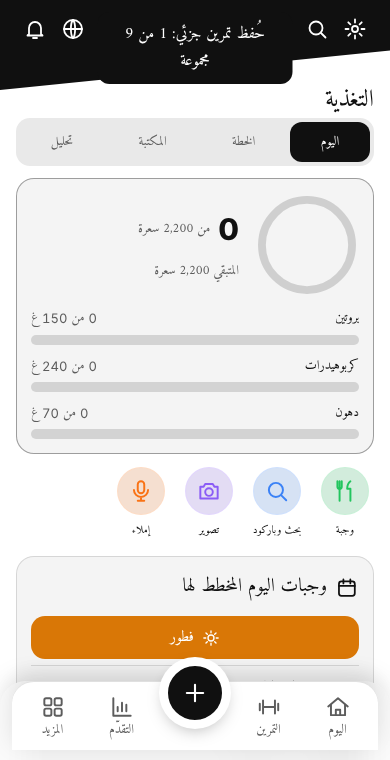 حُفظ تمرين جزئي: 1 من 9
مجموعة
التغذية
اليوم
الخطة
المكتبة
تحليل
0 من 2,200 سعرة
المتبقي 2,200 سعرة
بروتين
0 من 150 غ
كربوهيدرات
0 من 240 غ
دهون
0 من 70 غ
وجبة
بحث وباركود
تصوير
إملاء
وجبات اليوم المخطط لها
فطور
اليوم
التمرين
التقدّم
المزيد